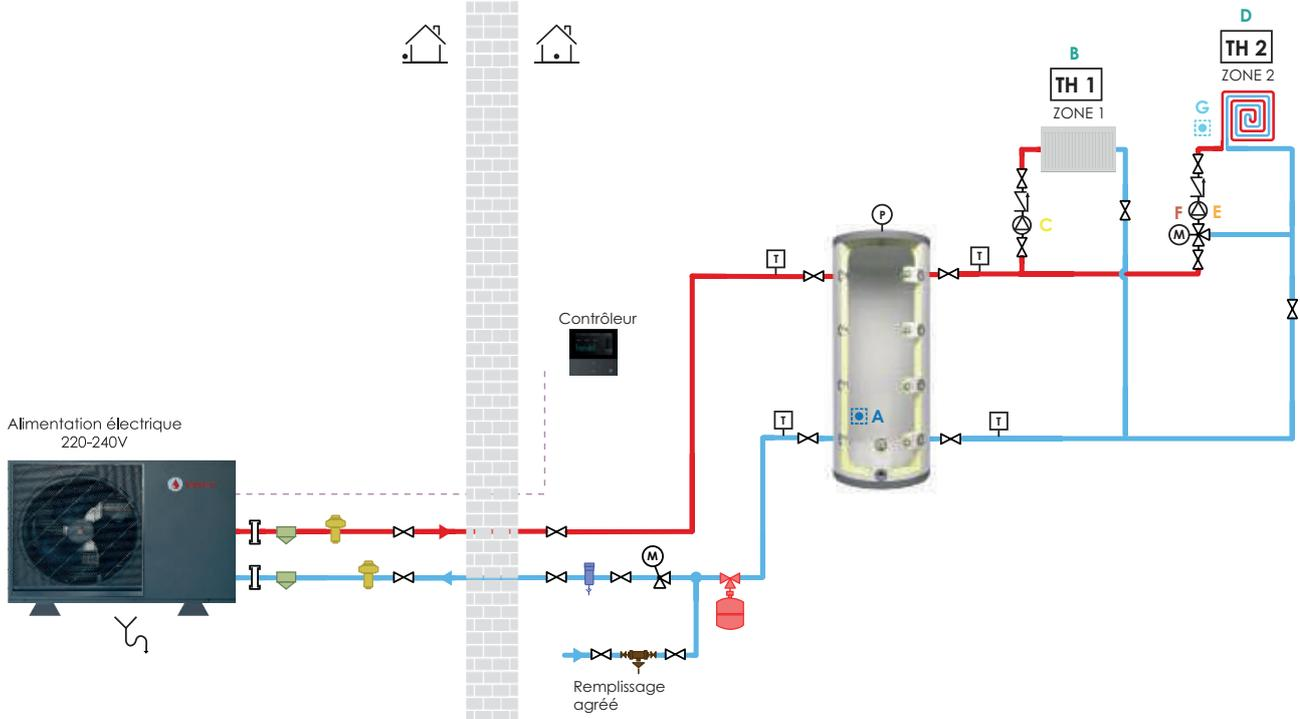 D
TH 2
ZONE 2
B
TH 1
ZONE 1
G
C
F
E
M
P
T
T
Contrôleur
A
T
T
Alimentation électrique
220-240V
M
Remplissage
agréé